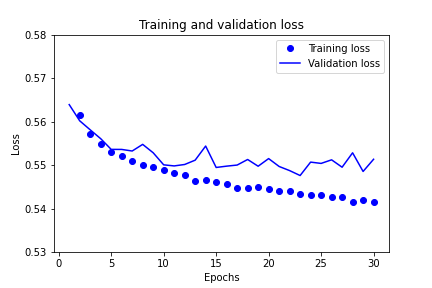 Training and validation loss
0.58
0.57
0.56
0.55
0.54
0.53
Loss
Training loss
Validation loss
0
5
10
15
20
25
30
Epochs